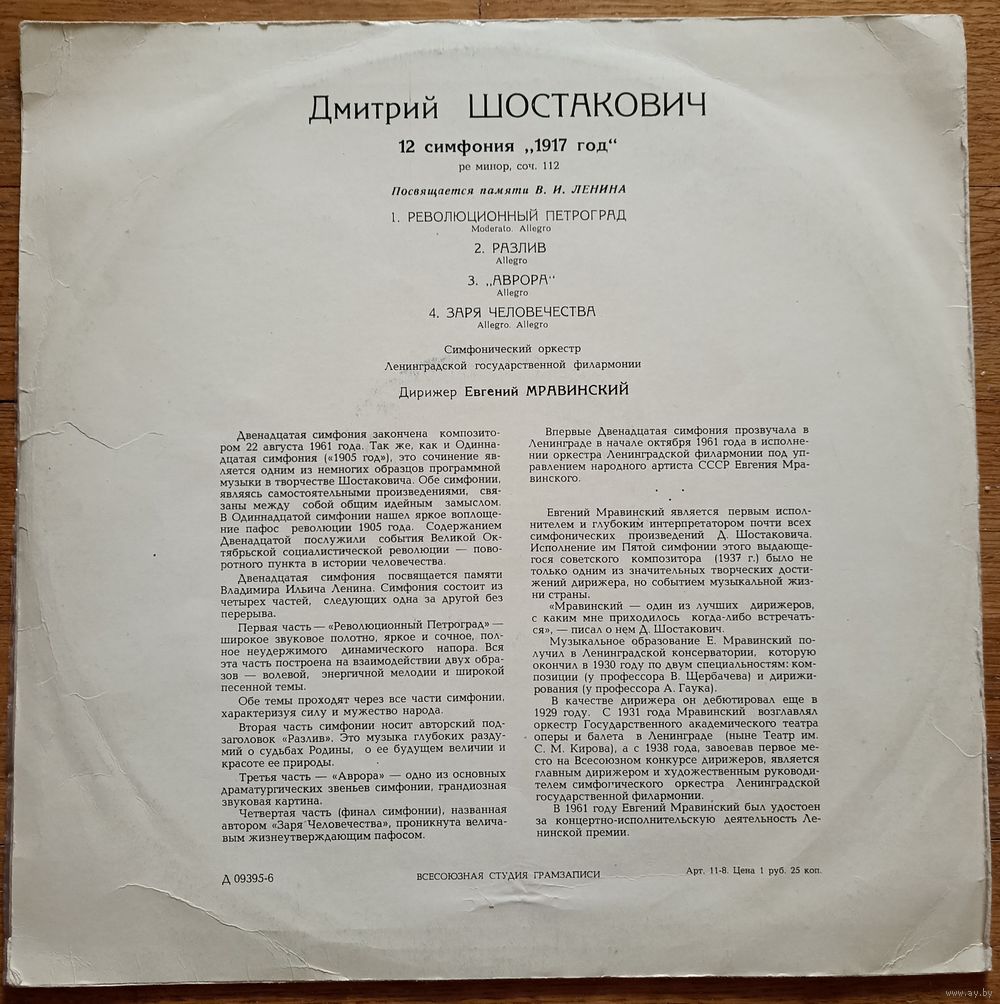 Дмитрий ШОСТАКОВИЧ
12 симфония „1917 год“
ре минор, соч. 112
Посвящается памяти В. И. ЛЕНИНА
1. РЕВОЛЮЦИОННЫЙ ПЕТРОГРАД
Moderato. Allegro
2. РАЗЛИВ
Allegro
3. „АВРОРА“
Allegro
4. ЗАРЯ ЧЕЛОВЕЧЕСТВА
Allegro. Allegro
Симфонический оркестр
Ленинградской государственной филармонии
Дирижер Евгений МРАВИНСКИЙ
Двенадцатая симфония закончена композито-
ром 22 августа 1961 года. Так же, как и Одинна-
дцатая симфония («1905 год»), это сочинение яв-
ляется одним из немногих образцов программной
музыки в творчестве Шостаковича. Обе симфонии,
являясь самостоятельными произведениями, свя-
заны между собой общим идейным замыслом.
В Одиннадцатой симфонии нашел яркое воплоще-
ние пафос революции 1905 года. Содержанием
Двенадцатой послужили события Великой Ок-
тябрьской социалистической революции — пово-
ротного пункта в истории человечества.
Двенадцатая симфония посвящается памяти
Владимира Ильича Ленина. Симфония состоит из
четырех частей, следующих одна за другой без
перерыва.
Первая часть — «Революционный Петроград» —
широкое звуковое полотно, яркое и сочное, пол-
ное неудержимого динамического напора. Вся
эта часть построена на взаимодействии двух обра-
зов — волевой, энергичной мелодии и широкой
песенной темы.
Обе темы проходят через все части симфонии,
характеризуя силу и мужество народа.
Вторая часть симфонии носит авторский под-
заголовок «Разлив». Это музыка глубоких разду-
мий о судьбах Родины, о ее будущем величии и
красоте ее природы.
Третья часть — «Аврора» — одно из основных
драматургических звеньев симфонии, грандиозная
звуковая картина.
Четвертая часть (финал симфонии), названная
автором «Заря Человечества», проникнута велича-
вым жизнеутверждающим пафосом.
Впервые Двенадцатая симфония прозвучала в
Ленинграде в начале октября 1961 года в исполне-
нии оркестра Ленинградской филармонии под уп-
равлением народного артиста СССР Евгения Мра-
винского.
Евгений Мравинский является первым испол-
нителем и глубоким интерпретатором почти всех
симфонических произведений Д. Шостаковича.
Исполнение им Пятой симфонии этого выдающе-
гося советского композитора (1937 г.) было не
только одним из значительных творческих дости-
жений дирижера, но событием музыкальной жиз-
ни страны.
«Мравинский — один из лучших дирижеров,
с каким мне приходилось когда-либо встречать-
ся», — писал о нем Д. Шостакович.
Музыкальное образование Е. Мравинский по-
лучил в Ленинградской консерватории, которую
окончил в 1930 году по двум специальностям: ком-
позиции (у профессора В. Щербачева) и дирижи-
рования (у профессора А. Гаука).
В качестве дирижера он дебютировал еще в
1929 году. С 1931 года Мравинский возглавлял
оркестр Государственного академического театра
оперы и балета в Ленинграде (ныне Театр им.
С. М. Кирова), а с 1938 года, завоевав первое ме-
сто на Всесоюзном конкурсе дирижеров, является
главным дирижером и художественным руководи-
телем симфонического оркестра Ленинградской
государственной филармонии.
В 1961 году Евгений Мравинский был удостоен
за концертно-исполнительскую деятельность Ле-
нинской премии.
Д 09395-6
ВСЕСОЮЗНАЯ СТУДИЯ ГРАМЗАПИСИ
Арт. 11-8. Цена 1 руб. 25 коп.
www.ay.by